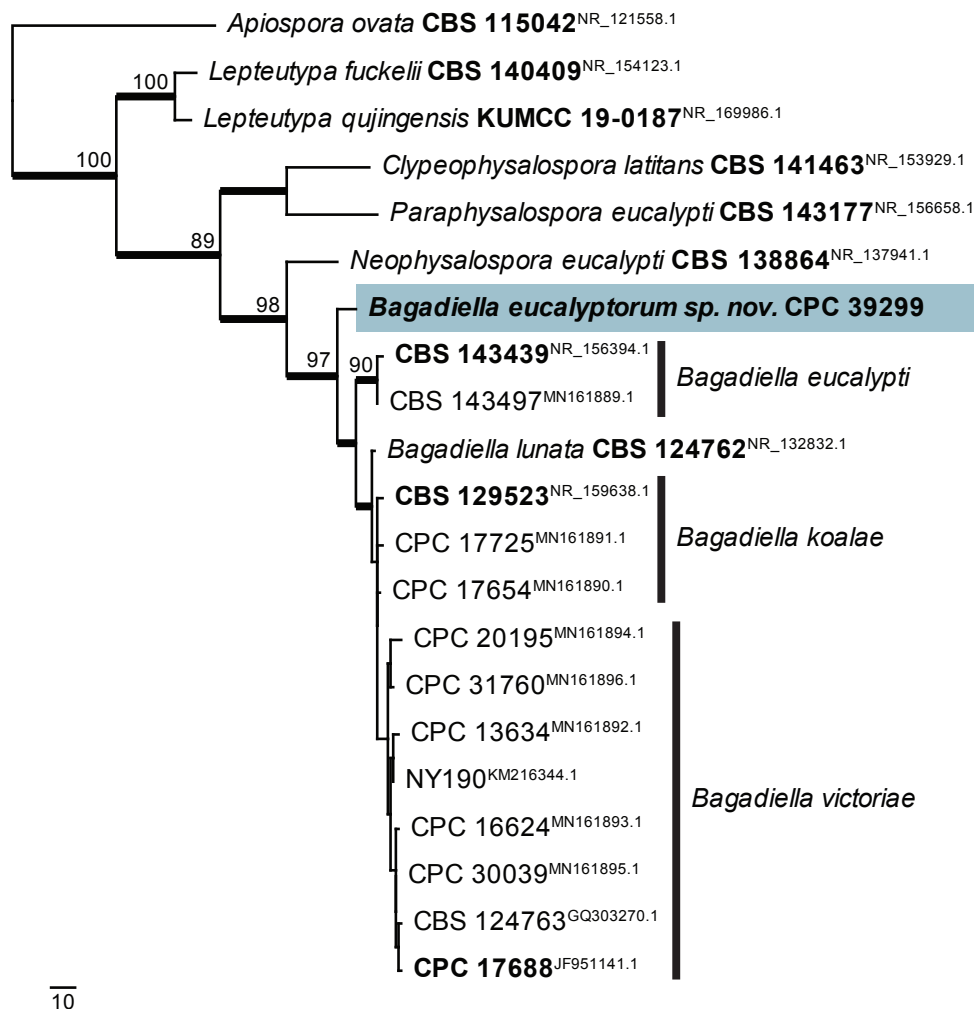 Apiospora ovata CBS 115042NR_121558.1
100 Lepteutypa fuckelii CBS 140409NR_154123.1
Lepteutypa qujingensis KUMCC 19-0187NR_169986.1
100
Clypeophysalospora latitans CBS 141463NR_153929.1
Paraphysalospora eucalypti CBS 143177NR_156658.1
89
Neophysalospora eucalypti CBS 138864NR_137941.1
98
Bagadiella eucalyptorum sp. nov. CPC 39299
97
90
CBS 143439NR_156394.1
Bagadiella eucalypti
CBS 143497MN161889.1
Bagadiella lunata CBS 124762NR_132832.1
CBS 129523NR_159638.1
CPC 17725MN161891.1
Bagadiella koalae
CPC 17654MN161890.1
CPC 20195MN161894.1
CPC 31760MN161896.1
CPC 13634MN161892.1
NY190KM216344.1
Bagadiella victoriae
CPC 16624MN161893.1
CPC 30039MN161895.1
CBS 124763GQ303270.1
CPC 17688JF951141.1
10